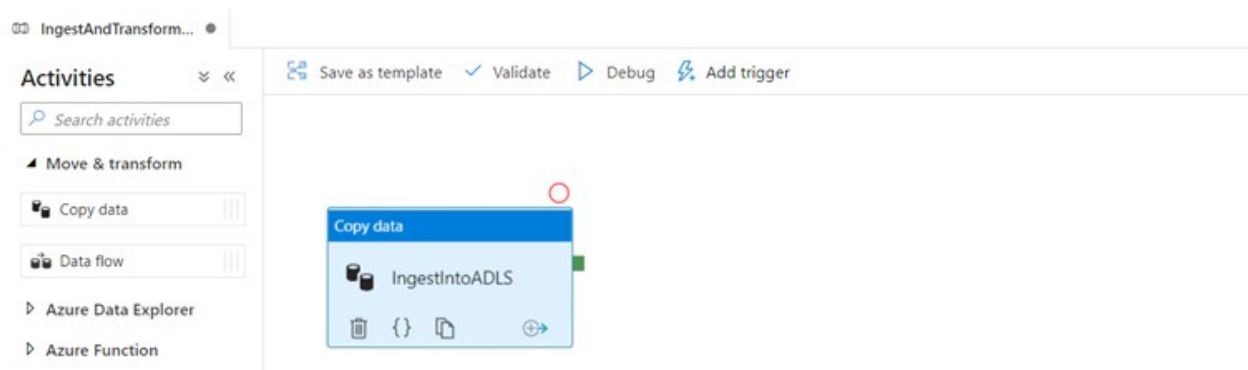 IngestAndTransform...
Activities
Save as template
Validate
Debug
Add trigger
Search activities
Move & transform
Copy data
Data flow
Azure Data Explorer
Azure Function
Copy data
IngestIntoADLS
{}